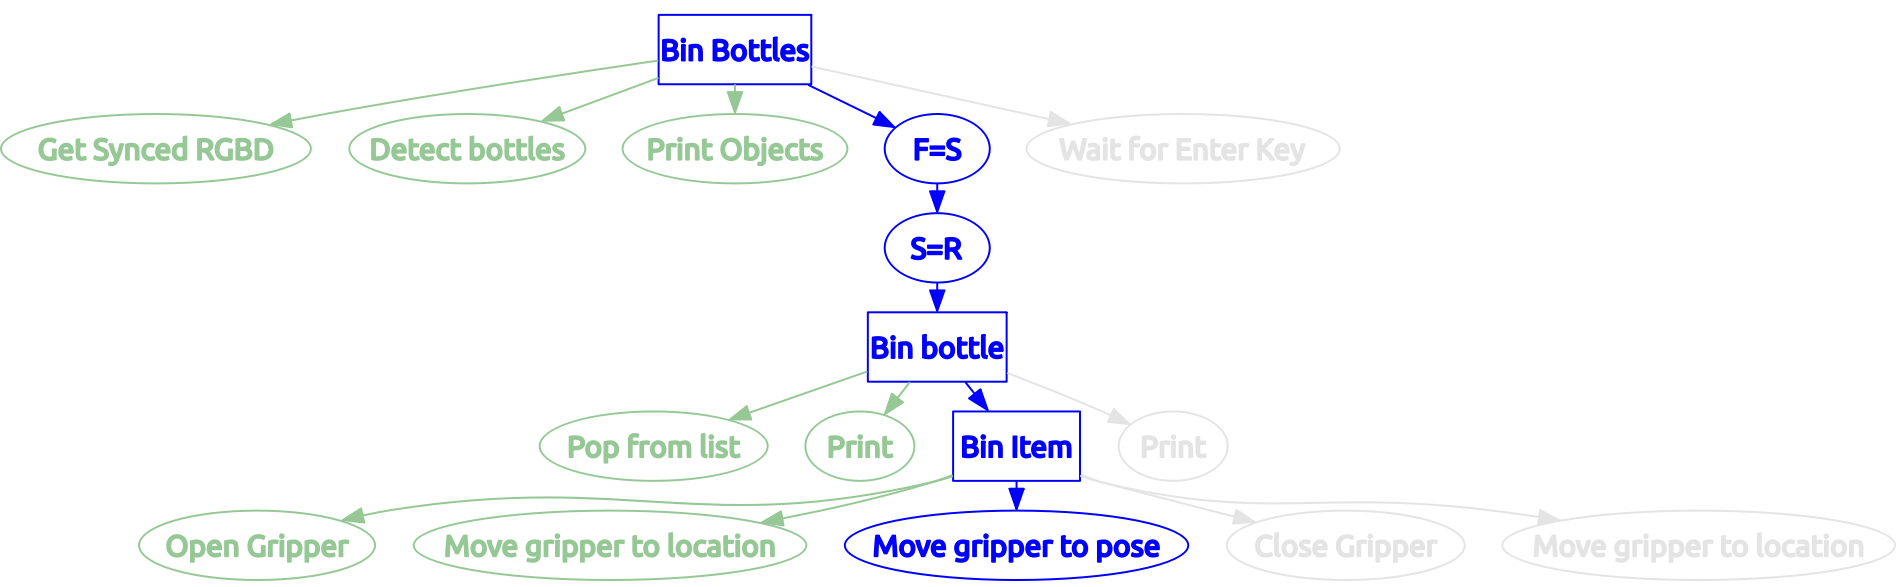 Bin Bottles
Get Synced RGBD
Detect bottles
Print Objects
F=S
Wait for Enter Key
S=R
Bin bottle
Pop from list
Print
Bin Item
Print
Open Gripper
Move gripper to location
Move gripper to pose
Close Gripper
Move gripper to location